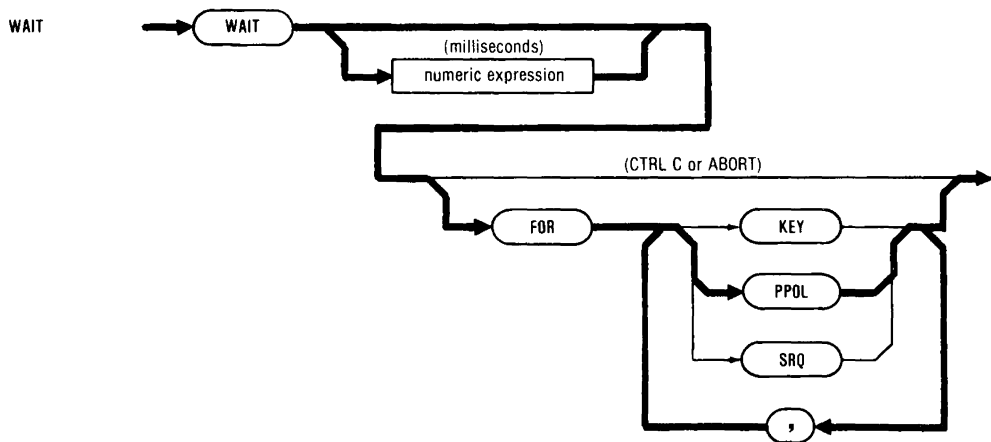 WAIT
WAIT
(milliseconds)
numeric expression
(CTRL C or ABORT)
FOR
KEY
PPOL
SRQ
,